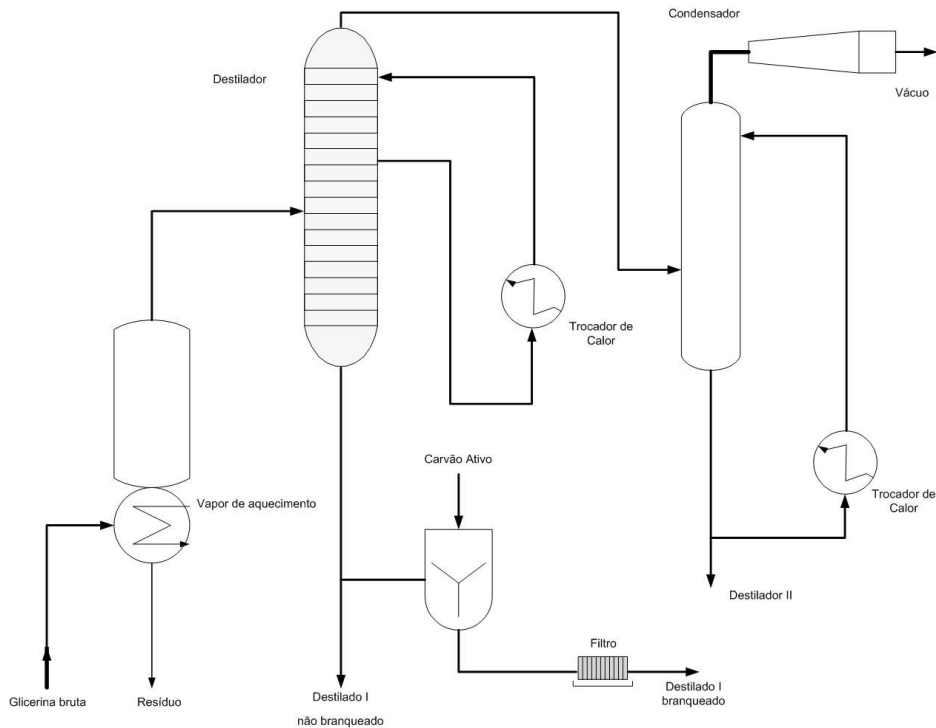 Condensador
Destilador
Vácuo
Trocador de
Calor
Carvão Ativo
Vapor de aquecimento
Trocador de
Calor
Destilador II
Filtro
Glicerina bruta
Resíduo
Destilado I
não branqueado
Destilado I
branqueado